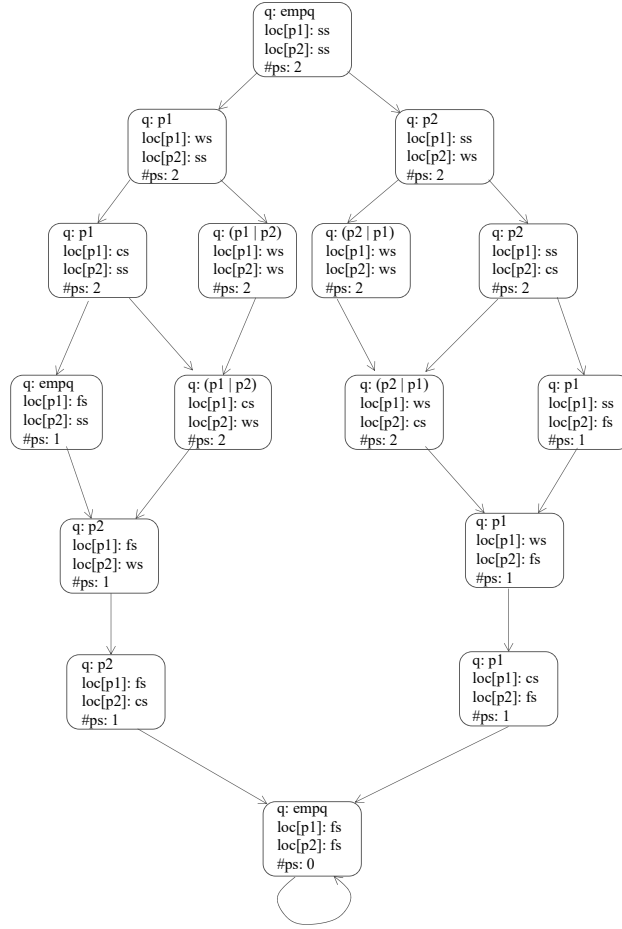 q: empq
loc[p1]: ss
loc[p2]: ss
#ps: 2
q: p1
loc[p1]: ws
loc[p2]: ss
#ps: 2
q: p2
loc[p1]: ss
loc[p2]: ws
#ps: 2
q: p1
loc[p1]: cs
loc[p2]: ss
#ps: 2
q: (p1 | p2)
loc[p1]: ws
loc[p2]: ws
#ps: 2
q: (p2 | p1)
loc[p1]: ws
loc[p2]: ws
#ps: 2
q: p2
loc[p1]: ss
loc[p2]: cs
#ps: 2
q: empq
loc[p1]: fs
loc[p2]: ss
#ps: 1
q: (p1 | p2)
loc[p1]: cs
loc[p2]: ws
#ps: 2
q: (p2 | p1)
loc[p1]: ws
loc[p2]: cs
#ps: 2
q: p1
loc[p1]: ss
loc[p2]: fs
#ps: 1
q: p2
loc[p1]: fs
loc[p2]: ws
#ps: 1
q: p1
loc[p1]: ws
loc[p2]: fs
#ps: 1
q: p2
loc[p1]: fs
loc[p2]: cs
#ps: 1
q: p1
loc[p1]: cs
loc[p2]: fs
#ps: 1
q: empq
loc[p1]: fs
loc[p2]: fs
#ps: 0